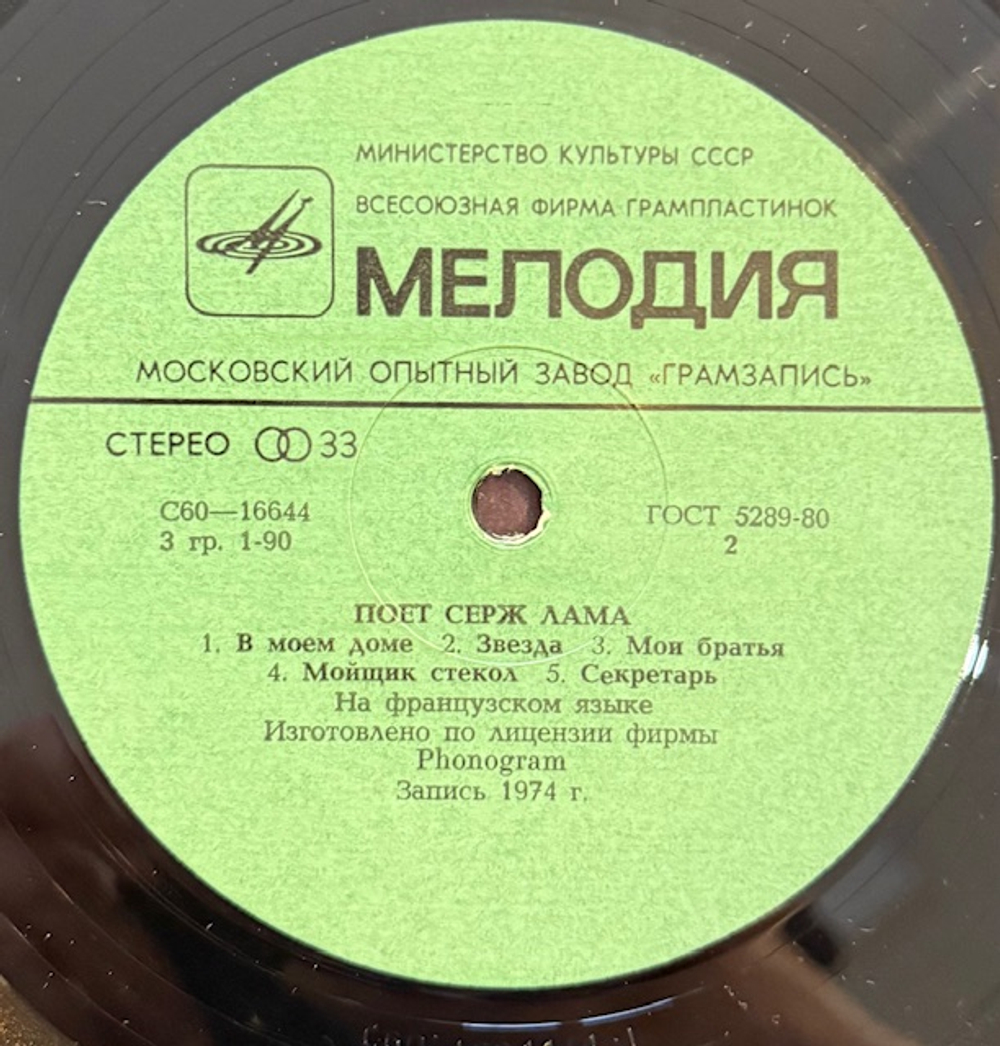 МИНИСТЕРСТВО КУЛЬТУРЫ СССР
ВСЕСОЮЗНАЯ ФИРМА ГРАМПЛАСТИНОК
МЕЛОДИЯ
МОСКОВСКИЙ ОПЫТНЫЙ ЗАВОД «ГРАМЗАПИСЬ»
СТЕРЕО 33
С60—16644 ГОСТ 5289-80
3 гр. 1-90 2
ПОЕТ СЕРЖ ЛАМА
1. В моем доме 2. Звезда 3. Мои братья
4. Мойщик стекол 5. Секретарь
На французском языке
Изготовлено по лицензии фирмы
Phonogram
Запись 1974 г.